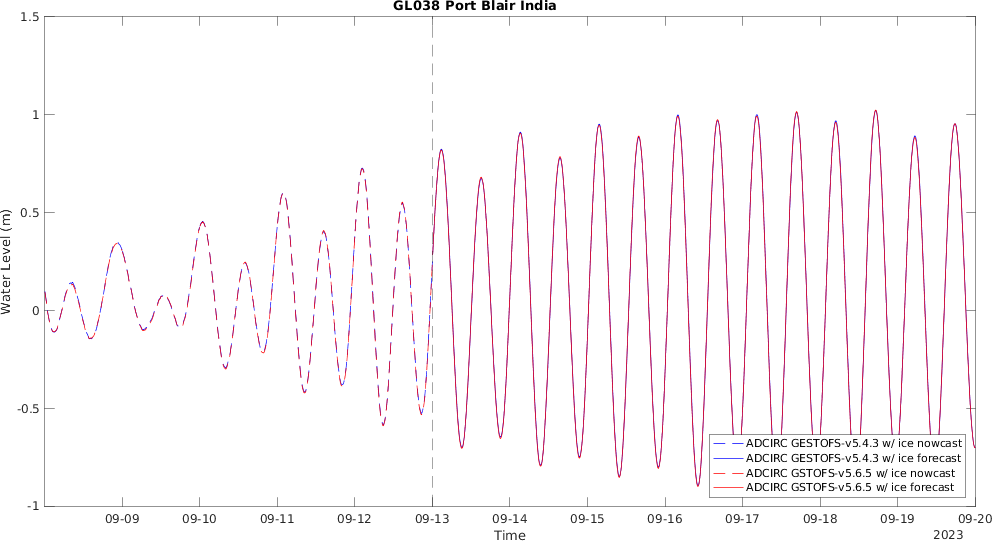 GL038 Port Blair India
1.5
1
0.5
0
-0.5
-1
Water Level (m)
ADCIRC GESTOFS-v5.4.3 w/ ice nowcast
ADCIRC GESTOFS-v5.4.3 w/ ice forecast
ADCIRC GSTOFS-v5.6.5 w/ ice nowcast
ADCIRC GSTOFS-v5.6.5 w/ ice forecast
09-09 09-10 09-11 09-12 09-13 09-14 09-15 09-16 09-17 09-18 09-19 09-20
Time
2023